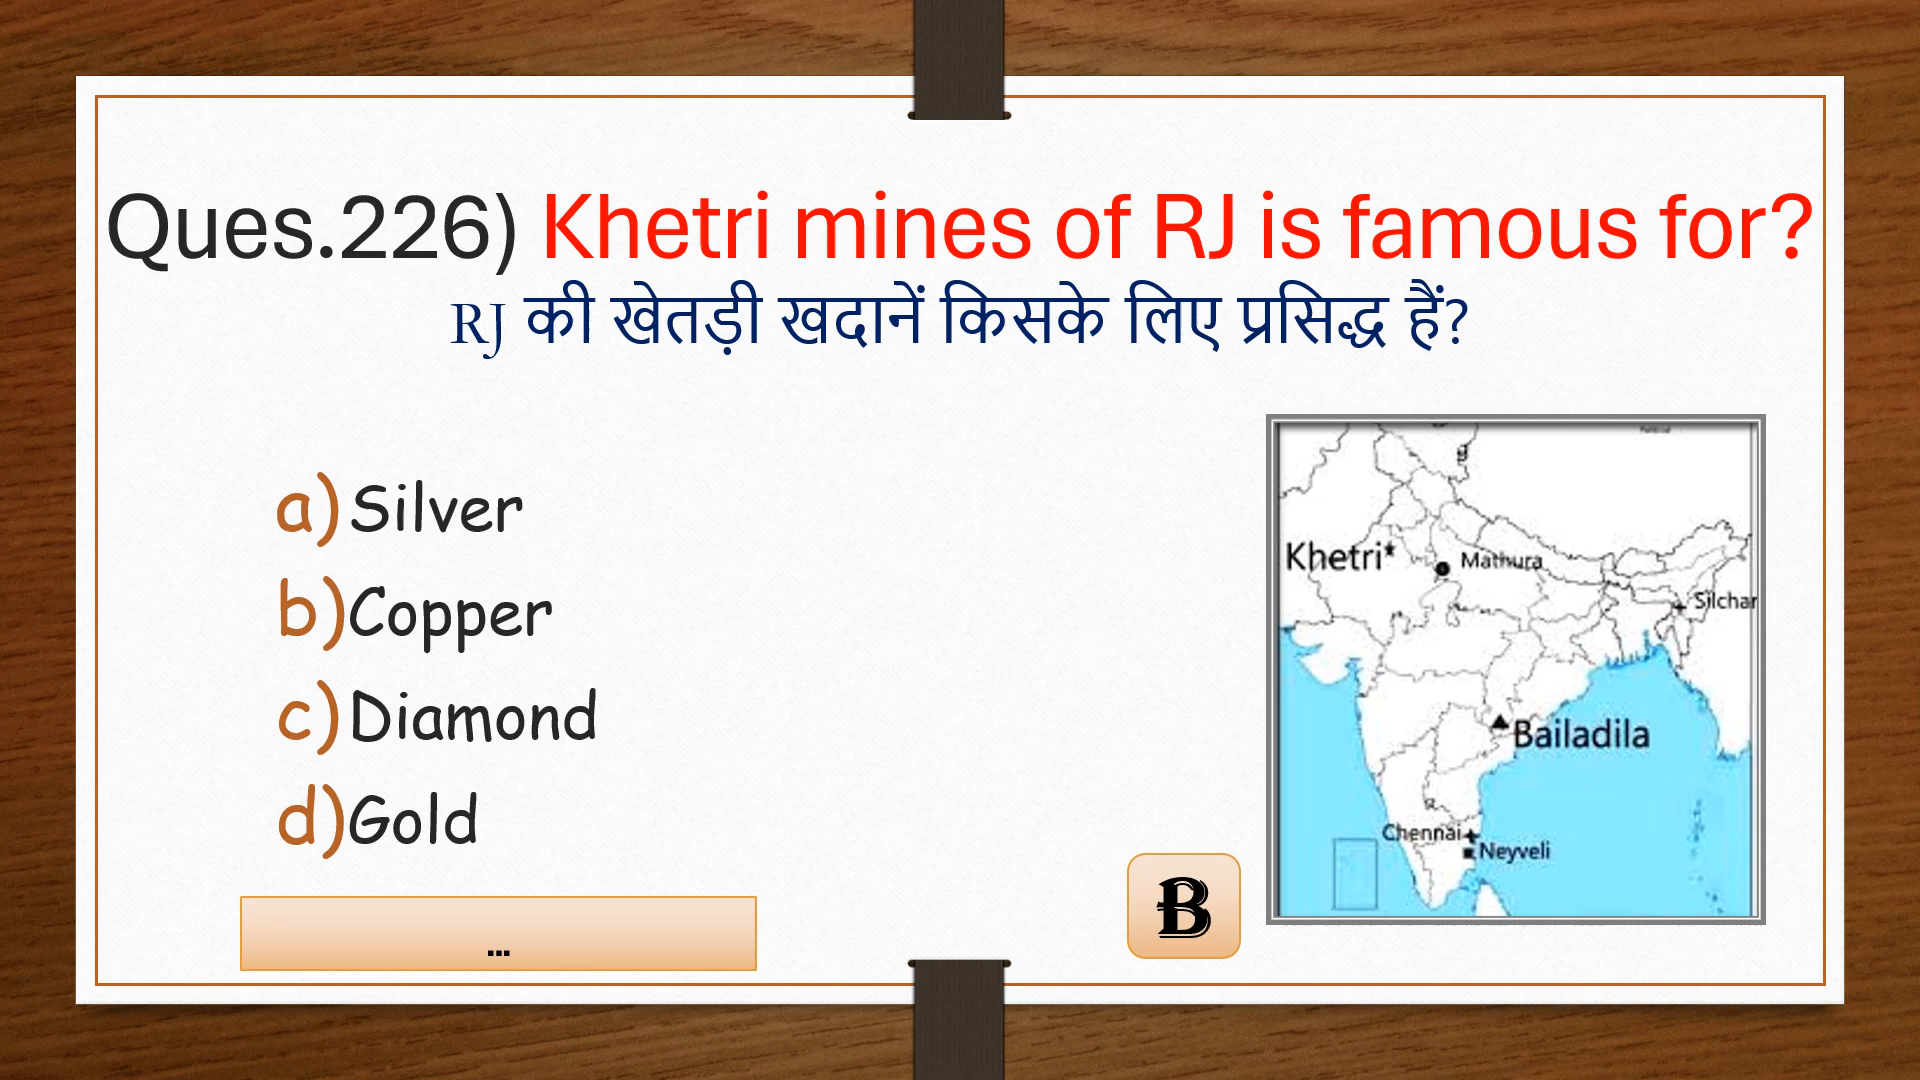 Ques.226) Khetri mines of RJ is famous for?
RJ की खेतड़ी खदानें किसके लिए प्रसिद्ध हैं?
a) Silver
b) Copper
c) Diamond
d) Gold
...
B
Khetri
Mathura
Silchar
Bailadila
Chennai
Neyveli